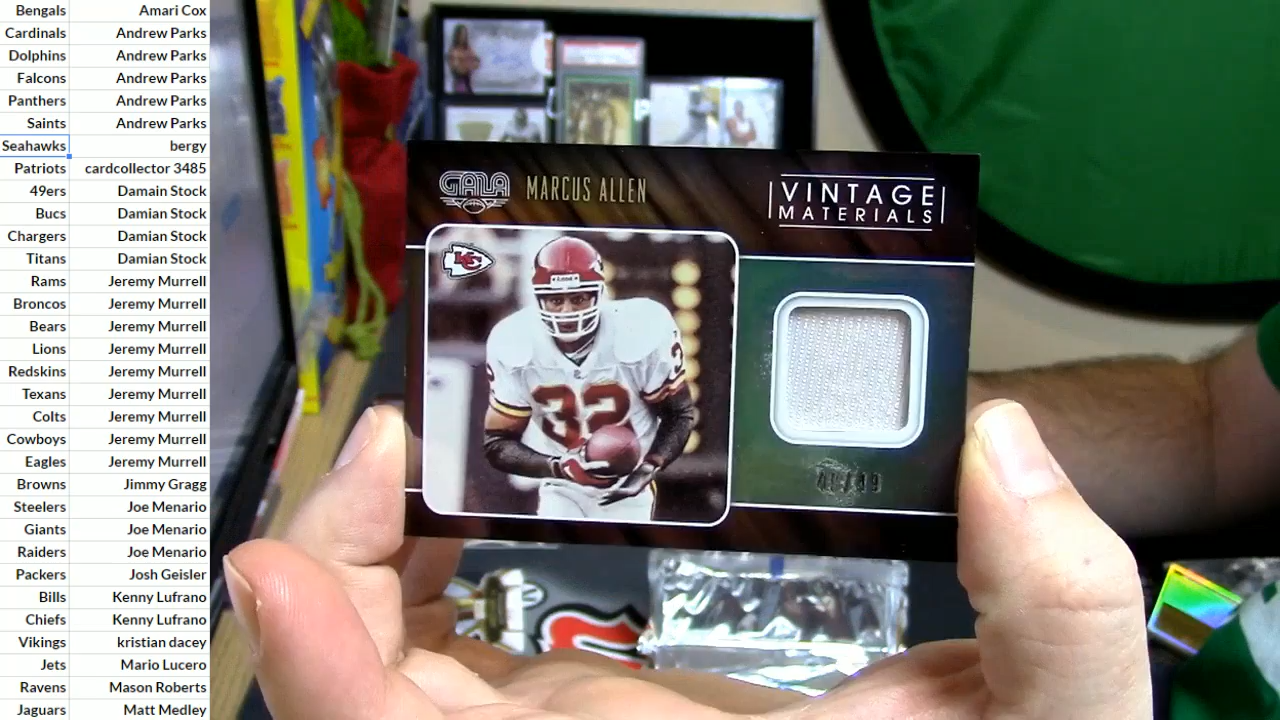 Bengals Amari Cox
Cardinals Andrew Parks
Dolphins Andrew Parks
Falcons Andrew Parks
Panthers Andrew Parks
Saints Andrew Parks
Seahawks bergy
Patriots cardcollector 3485
49ers Damain Stock
Bucs Damian Stock
Chargers Damian Stock
Titans Damian Stock
Rams Jeremy Murrell
Broncos Jeremy Murrell
Bears Jeremy Murrell
Lions Jeremy Murrell
Redskins Jeremy Murrell
Texans Jeremy Murrell
Colts Jeremy Murrell
Cowboys Jeremy Murrell
Eagles Jeremy Murrell
Browns Jimmy Gragg
Steelers Joe Menario
Giants Joe Menario
Raiders Joe Menario
Packers Josh Geisler
Bills Kenny Lufrano
Chiefs Kenny Lufrano
Vikings kristian dacey
Jets Mario Lucero
Ravens Mason Roberts
Jaguars Matt Medley
GALA MARCUS ALLEN
VINTAGE
MATERIALS
KC
32